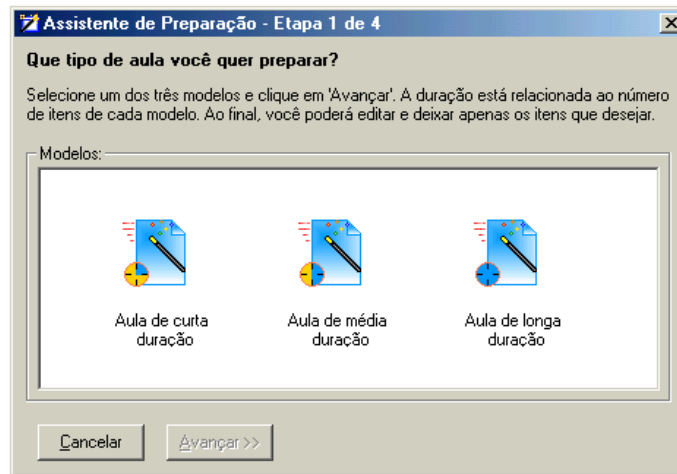 Assistente de Preparação - Etapa 1 de 4
Que tipo de aula você quer preparar?
Selecione um dos três modelos e clique em 'Avançar'. A duração está relacionada ao número
de itens de cada modelo. Ao final, você poderá editar e deixar apenas os itens que desejar.
Modelos:
Aula de curta
duração
Aula de média
duração
Aula de longa
duração
Cancelar
Avançar >>